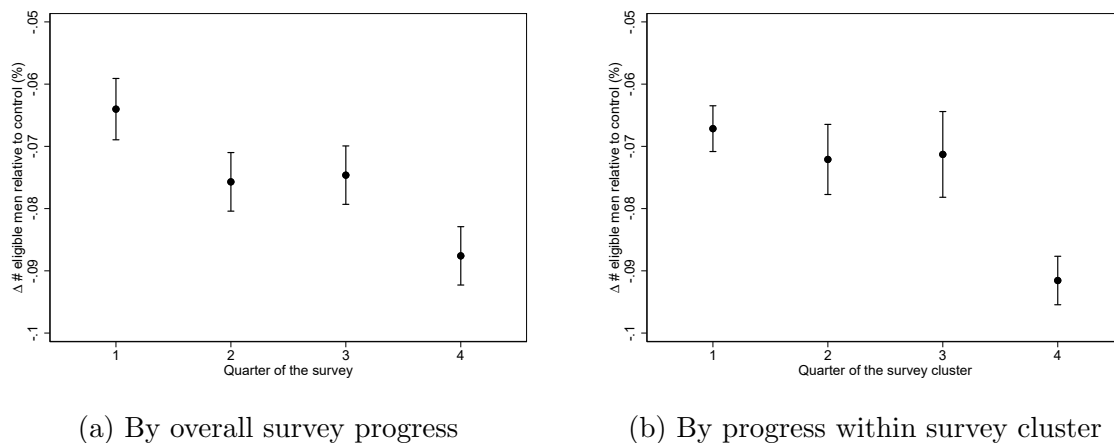 Δ # eligible men relative to control (%)
-.05
-.06
-.07
-.08
-.09
-.1
1 2 3 4
Quarter of the survey
(a) By overall survey progress
Δ # eligible men relative to control (%)
-.05
-.06
-.07
-.08
-.09
-.1
1 2 3 4
Quarter of the survey cluster
(b) By progress within survey cluster